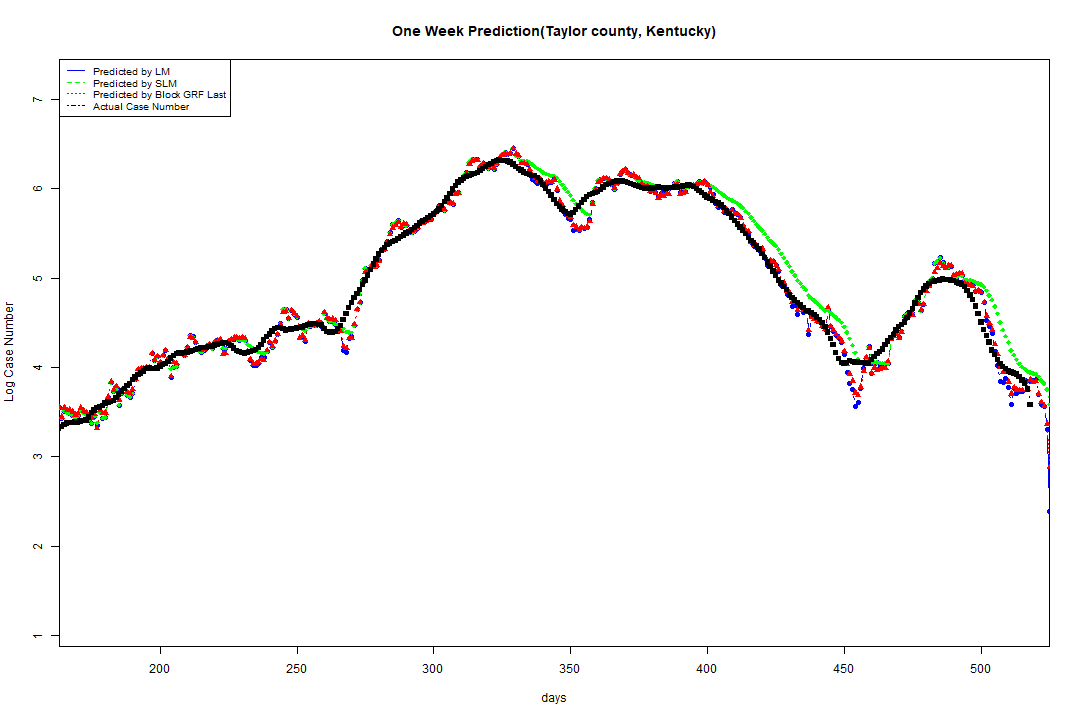 One Week Prediction(Taylor county, Kentucky)
Predicted by LM
Predicted by SLM
Predicted by Block GRF Last
Actual Case Number
7
6
5
4
3
2
1
Log Case Number
200 250 300 350 400 450 500
days